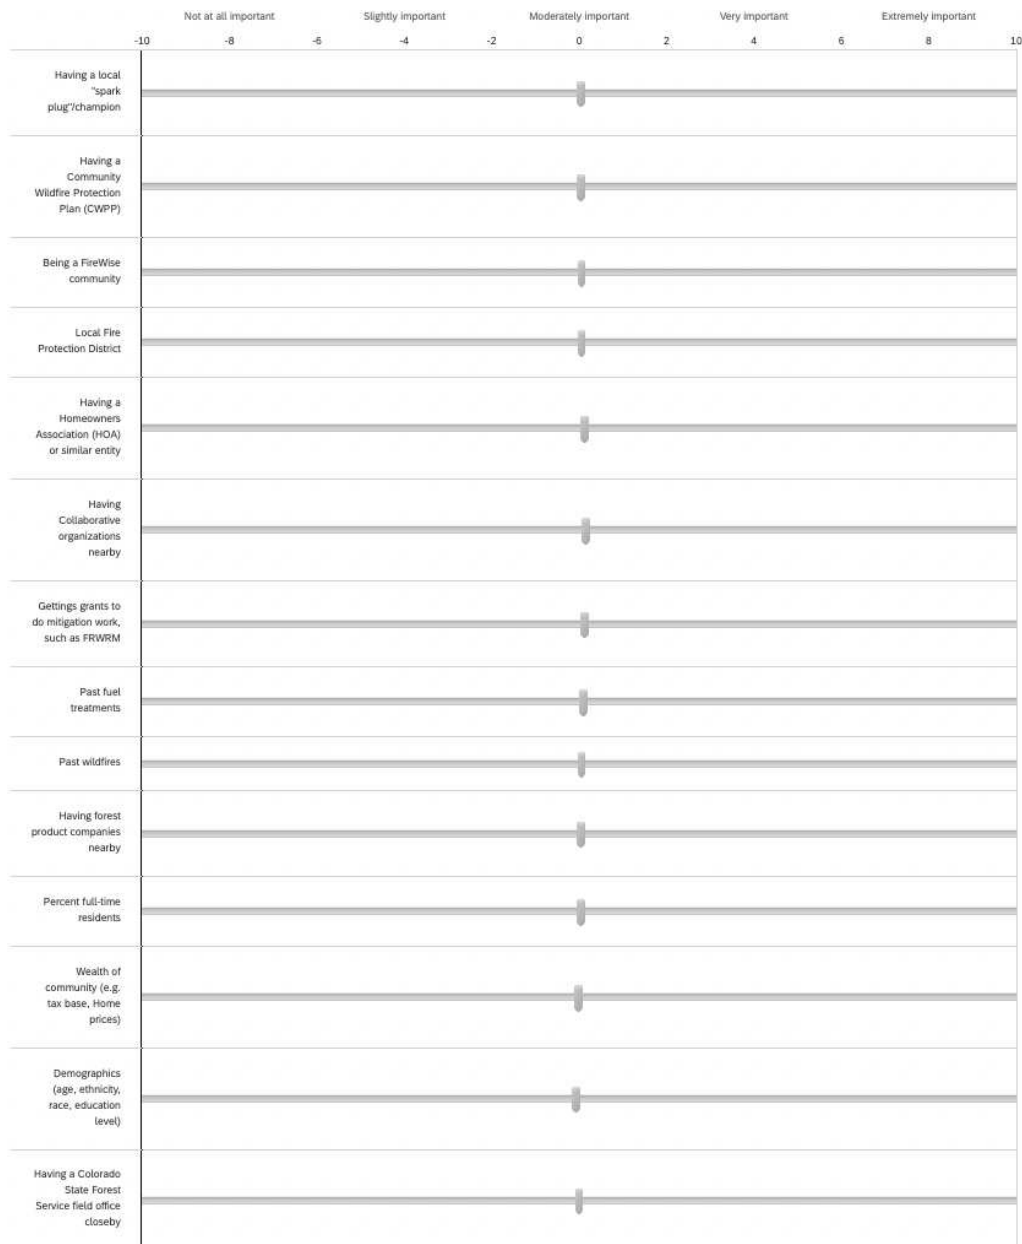 Not at all important Slightly important Moderately important Very important Extremely important
-10 -8 -6 -4 -2 0 2 4 6 8 10
Having a local
"spark
plug"/champion
Having a
Community
Wildfire Protection
Plan (CWPP)
Being a FireWise
community
Local Fire
Protection District
Having a
Homeowners
Association (HOA)
or similar entity
Having
Collaborative
organizations
nearby
Gettings grants to
do mitigation work,
such as FRWRM
Past fuel
treatments
Past wildfires
Having forest
product companies
nearby
Percent full-time
residents
Wealth of
community (e.g.
tax base, Home
prices)
Demographics
(age, ethnicity,
race, education
level)
Having a Colorado
State Forest
Service field office
closeby